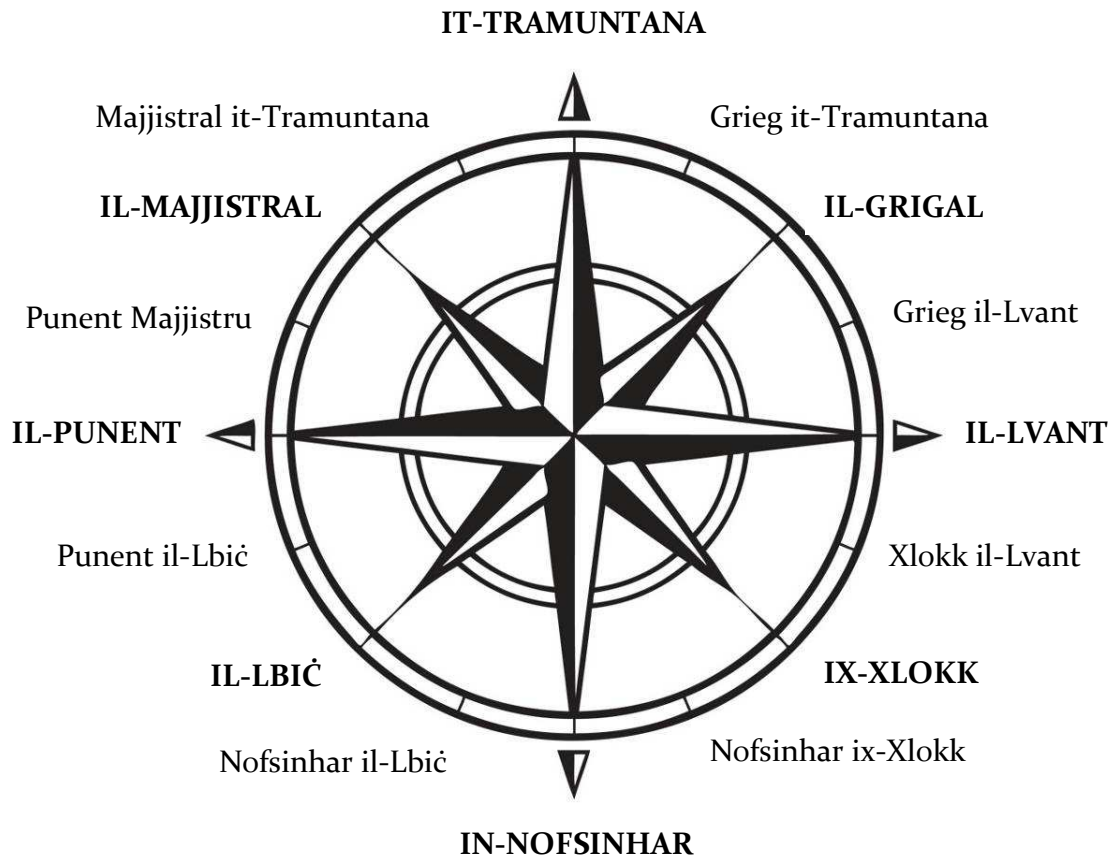 IT-TRAMUNTANA
Majjistral it-Tramuntana
Grieg it-Tramuntana
IL-MAJJISTRAL
IL-GRIGAL
Punent Majjistru
Grieg il-Lvant
IL-PUNENT
IL-LVANT
Punent il-Lbiċ
Xlokk il-Lvant
IL-LBIĊ
IX-XLOKK
Nofsinhar il-Lbiċ
Nofsinhar ix-Xlokk
IN-NOFSINHAR